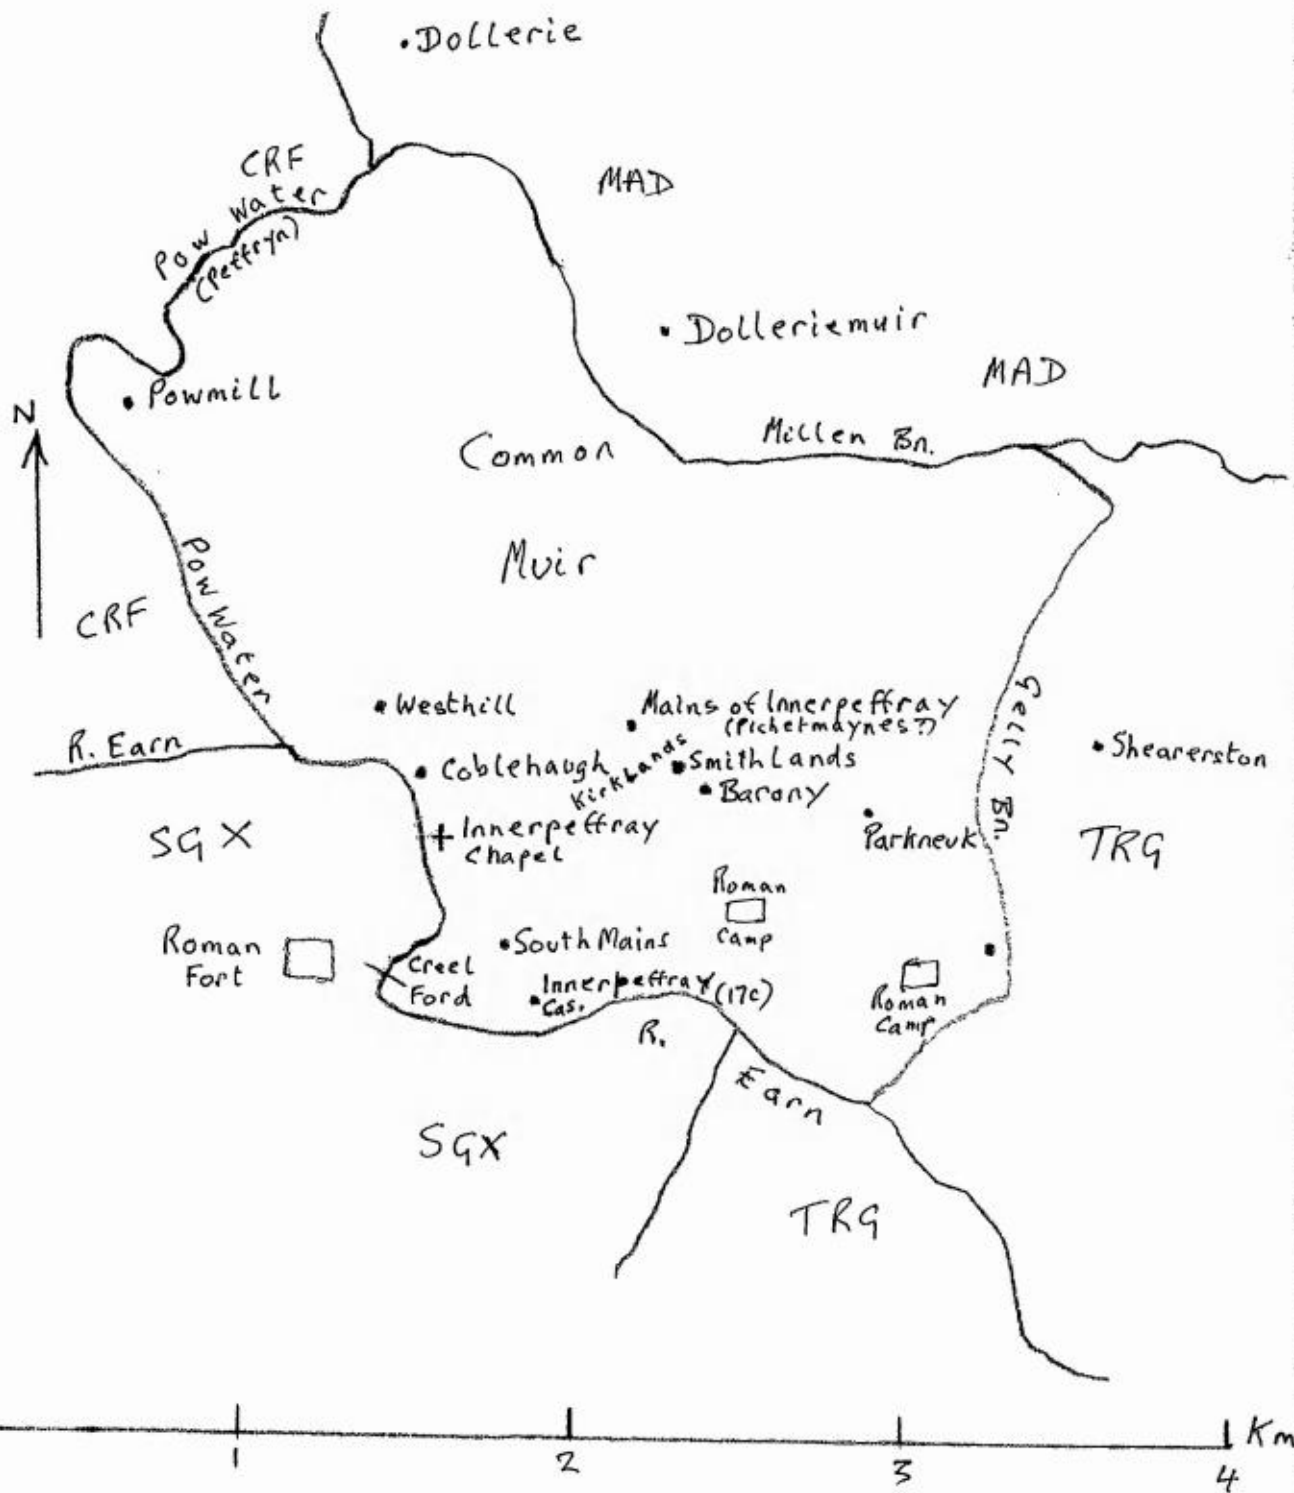 Dollerie
CRF
MAD
Pow Water
(Peffryn)
Dolleriemuir
MAD
Powmill
N
Millen Bn.
Common
Muir
Pow Water
CRF
Gelly Bn.
Westhill
Mains of Innerpeffray
(Pichetmaynes?)
R. Earn
Shearerston
Coblehaugh
Kirklands
Smithlands
Barony
SGX
Innerpeffray
Chapel
Parkneuk
TRG
Roman
Camp
Roman
Fort
South Mains
Creel
Ford
Innerpeffray (17c)
Cas.
Roman
Camp
R. Earn
SGX
TRG
1
2
3
4
Km